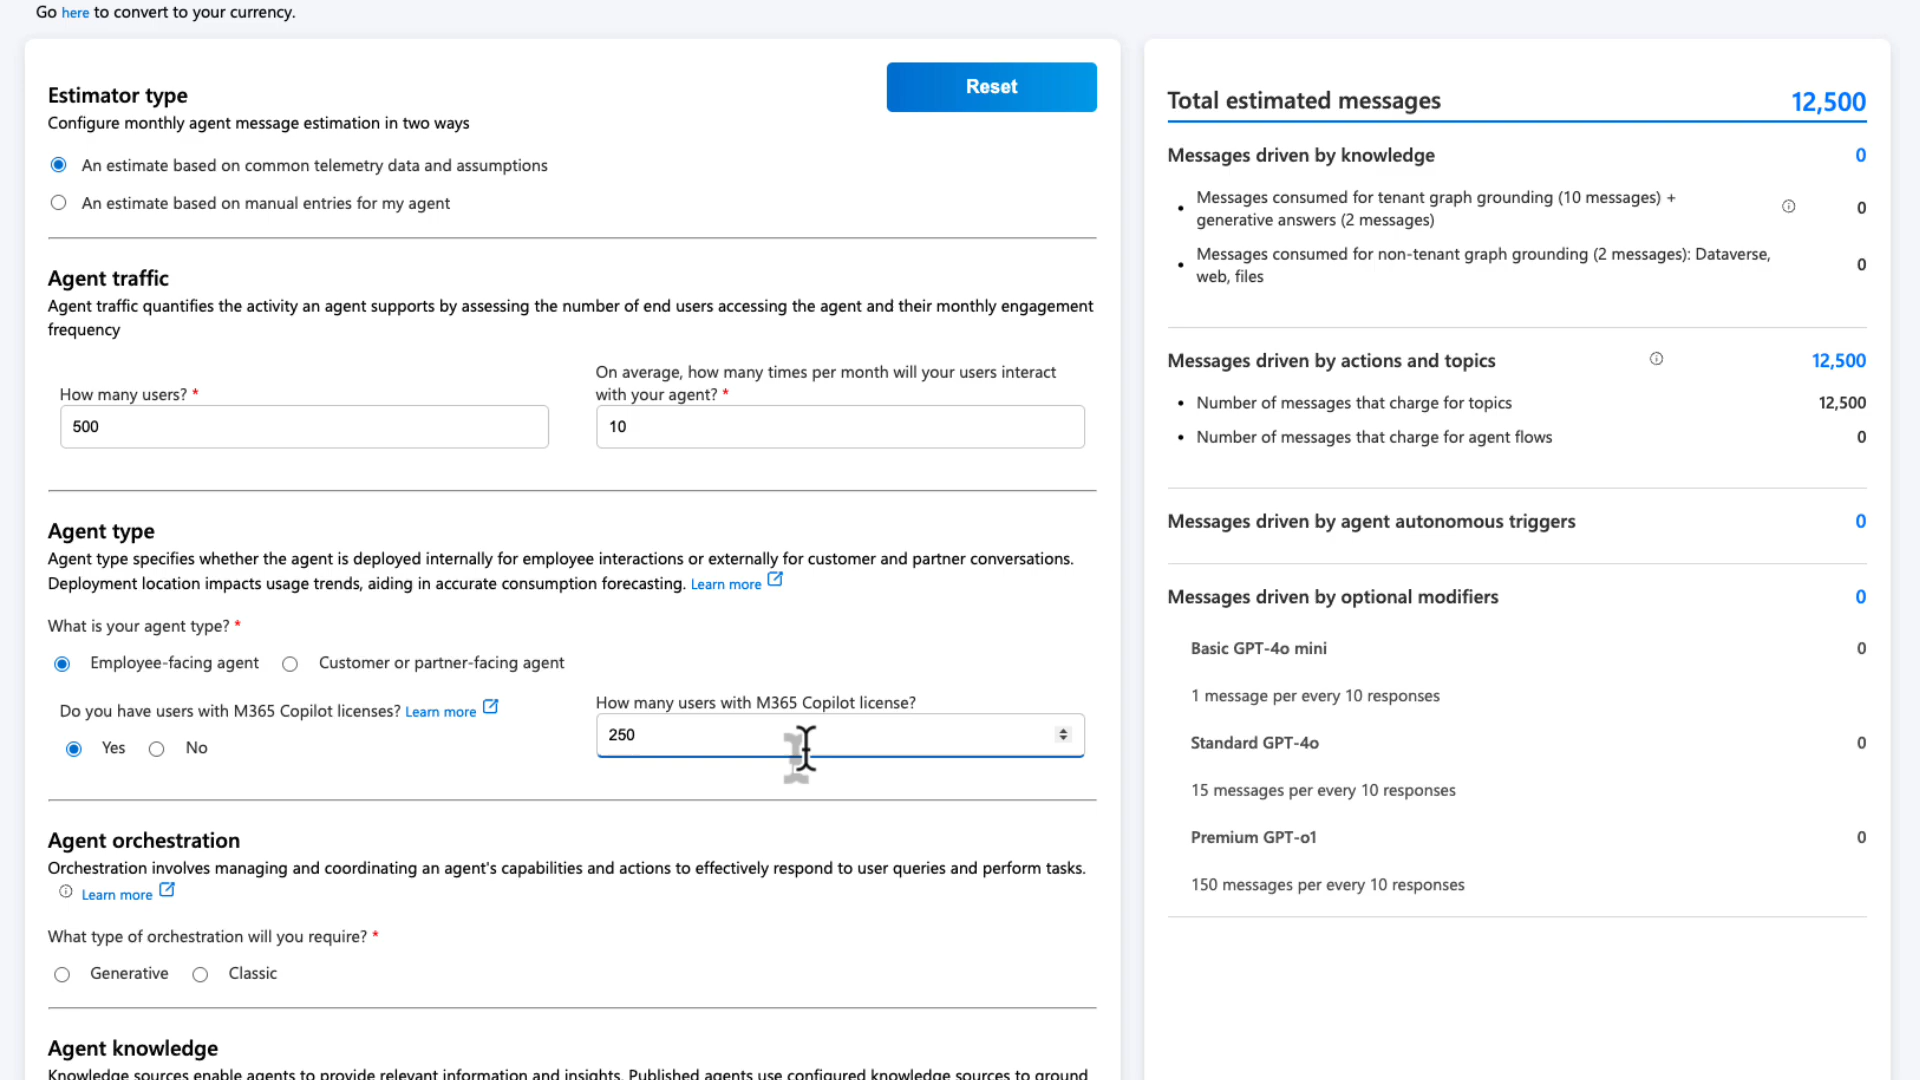 Go here to convert to your currency.
Reset
Estimator type
Configure monthly agent message estimation in two ways
An estimate based on common telemetry data and assumptions
An estimate based on manual entries for my agent
Agent traffic
Agent traffic quantifies the activity an agent supports by assessing the number of end users accessing the agent and their monthly engagement
frequency
How many users? *
500
On average, how many times per month will your users interact
with your agent? *
10
Agent type
Agent type specifies whether the agent is deployed internally for employee interactions or externally for customer and partner conversations.
Deployment location impacts usage trends, aiding in accurate consumption forecasting. Learn more
What is your agent type? *
Employee-facing agent
Customer or partner-facing agent
Do you have users with M365 Copilot licenses? Learn more
Yes
No
How many users with M365 Copilot license?
250
Agent orchestration
Orchestration involves managing and coordinating an agent's capabilities and actions to effectively respond to user queries and perform tasks.
Learn more
What type of orchestration will you require? *
Generative
Classic
Agent knowledge
Knowledge sources enable agents to provide relevant information and insights. Published agents use configured knowledge sources to ground
Total estimated messages 12,500
Messages driven by knowledge 0
• Messages consumed for tenant graph grounding (10 messages) +
generative answers (2 messages) 0
• Messages consumed for non-tenant graph grounding (2 messages): Dataverse,
web, files 0
Messages driven by actions and topics 12,500
• Number of messages that charge for topics 12,500
• Number of messages that charge for agent flows 0
Messages driven by agent autonomous triggers 0
Messages driven by optional modifiers 0
Basic GPT-4o mini 0
1 message per every 10 responses
Standard GPT-4o 0
15 messages per every 10 responses
Premium GPT-o1 0
150 messages per every 10 responses